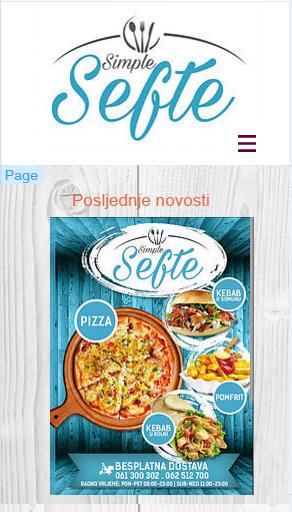 Simple
Sefte
Page
Posljednje novosti
Simple
Sefte
KEBAB
U SOMUNU
PIZZA
POMFRIT
KEBAB
U ROLNI
BESPLATNA DOSTAVA
061 300 302 . 062 512 700
RADNO VRIJEME: PON-PET 08:00-23:00 | SUB-NED 11:00-23:00